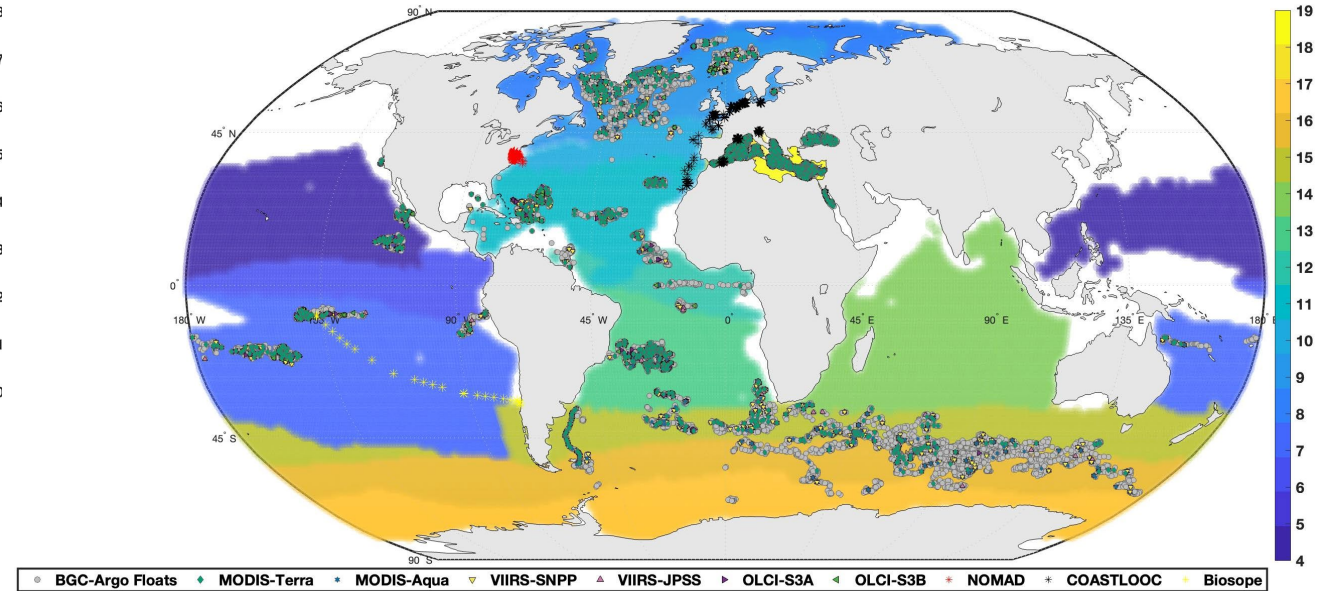 90° N
45° N
0°
180° W
90° W
45° W
0°
45° E
90° E
135° E
180° E
45° S
90° S
19
18
17
16
15
14
13
12
11
10
9
8
7
6
5
4
BGC-Argo Floats MODIS-Terra MODIS-Aqua VIIRS-SNPP VIIRS-JPSS OLCI-S3A OLCI-S3B NOMAD COASTLOOC Biosope